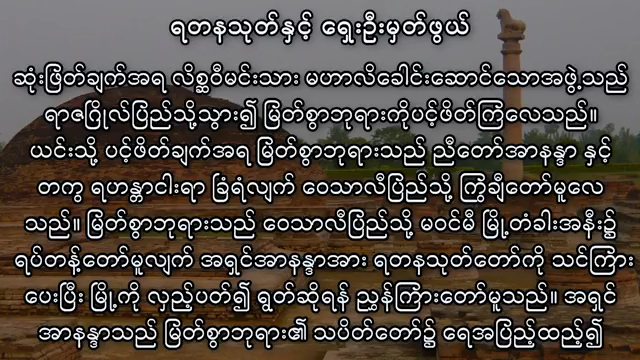 ရတနသုတ်နှင့် ရှေးဦးမှတ်ဖွယ်
ဆုံးဖြတ်ချက်အရ လိစ္ဆဝီမင်းသား မဟာလိခေါင်းဆောင်သောအဖွဲ့သည်
ရာဇဂြိုလ်ပြည်သို့သွား၍ မြတ်စွာဘုရားကိုပင့်ဖိတ်ကြလေသည်။
ယင်းသို့ ပင့်ဖိတ်ချက်အရ မြတ်စွာဘုရားသည် ညီတော်အာနန္ဒာ နှင့်
တကွ ရဟန္တာငါးရာ ခြံရံလျက် ဝေသာလီပြည်သို့ ကြွချီတော်မူလေ
သည်။ မြတ်စွာဘုရားသည် ဝေသာလီပြည်သို့ မဝင်မီ မြို့တံခါးအနီး၌
ရပ်တန့်တော်မူလျက် အရှင်အာနန္ဒာအား ရတနသုတ်တော်ကို သင်ကြား
ပေးပြီး မြို့ကို လှည့်ပတ်၍ ရွတ်ဆိုရန် ညွှန်ကြားတော်မူသည်။ အရှင်
အာနန္ဒာသည် မြတ်စွာဘုရား၏ သပိတ်တော်၌ ရေအပြည့်ထည့်၍